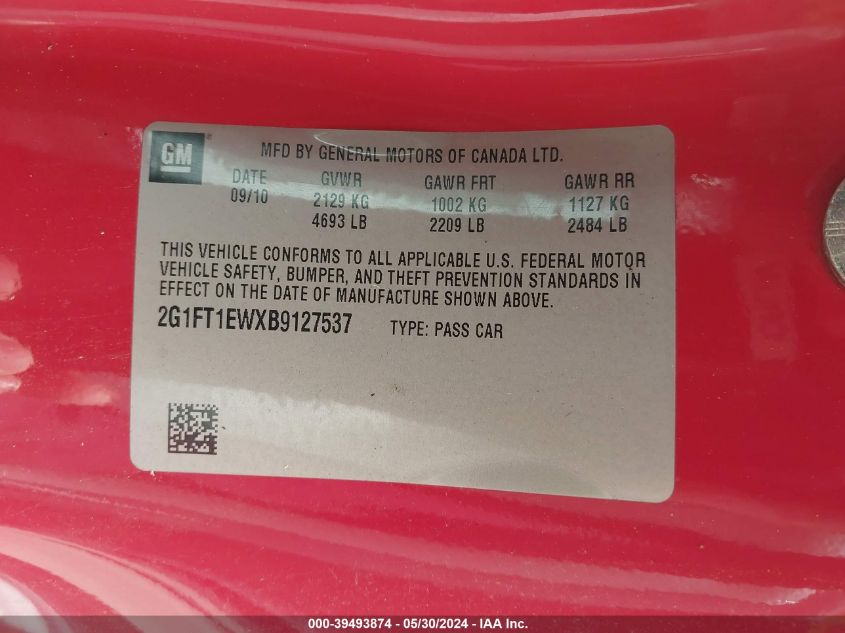 GM
MFD BY GENERAL MOTORS OF CANADA LTD.
DATE GVWR GAWR FRT GAWR RR
09/10 2129 KG 1002 KG 1127 KG
4693 LB 2209 LB 2484 LB
THIS VEHICLE CONFORMS TO ALL APPLICABLE U.S. FEDERAL MOTOR
VEHICLE SAFETY, BUMPER, AND THEFT PREVENTION STANDARDS IN
EFFECT ON THE DATE OF MANUFACTURE SHOWN ABOVE.
2G1FT1EWXB9127537 TYPE: PASS CAR
000-39493874 - 05/30/2024 - IAA Inc.